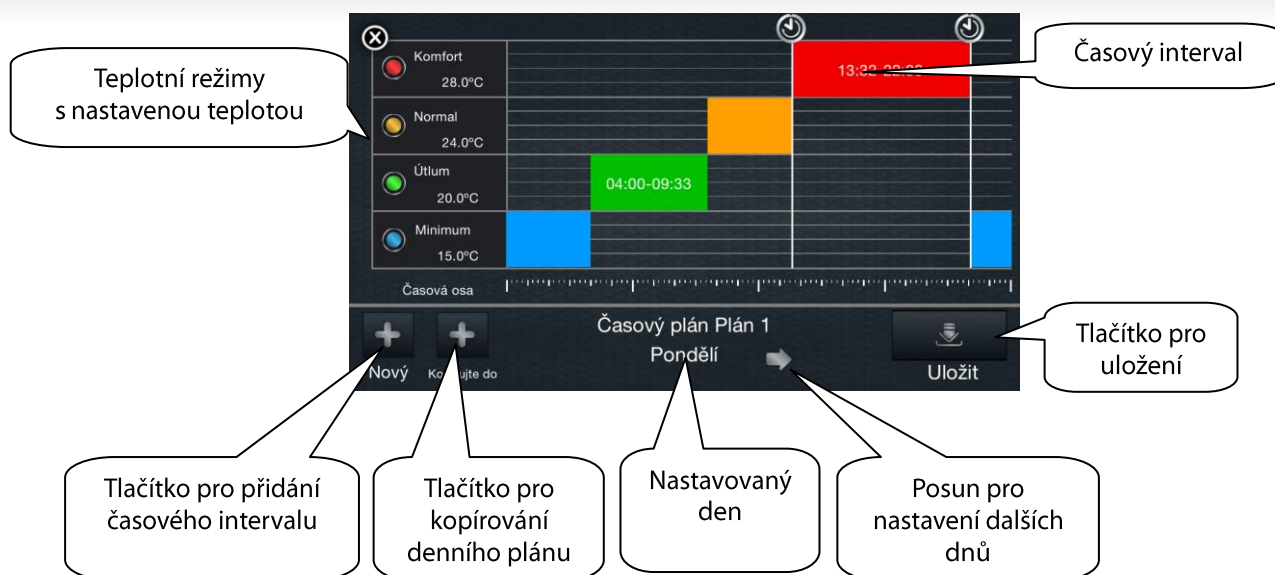 Teplotní režimy
s nastavenou teplotou
Komfort
28.0°C
Normal
24.0°C
Útlum
20.0°C
Minimum
15.0°C
04:00-09:33
Časový interval
Časová osa
Nový
do
Časový plán Plán 1
Pondělí
Uložit
Tlačítko pro
uložení
Tlačítko pro přidání
časového intervalu
Tlačítko pro
kopírování
denního plánu
Nastavovaný
den
Posun pro
nastavení dalších
dnů